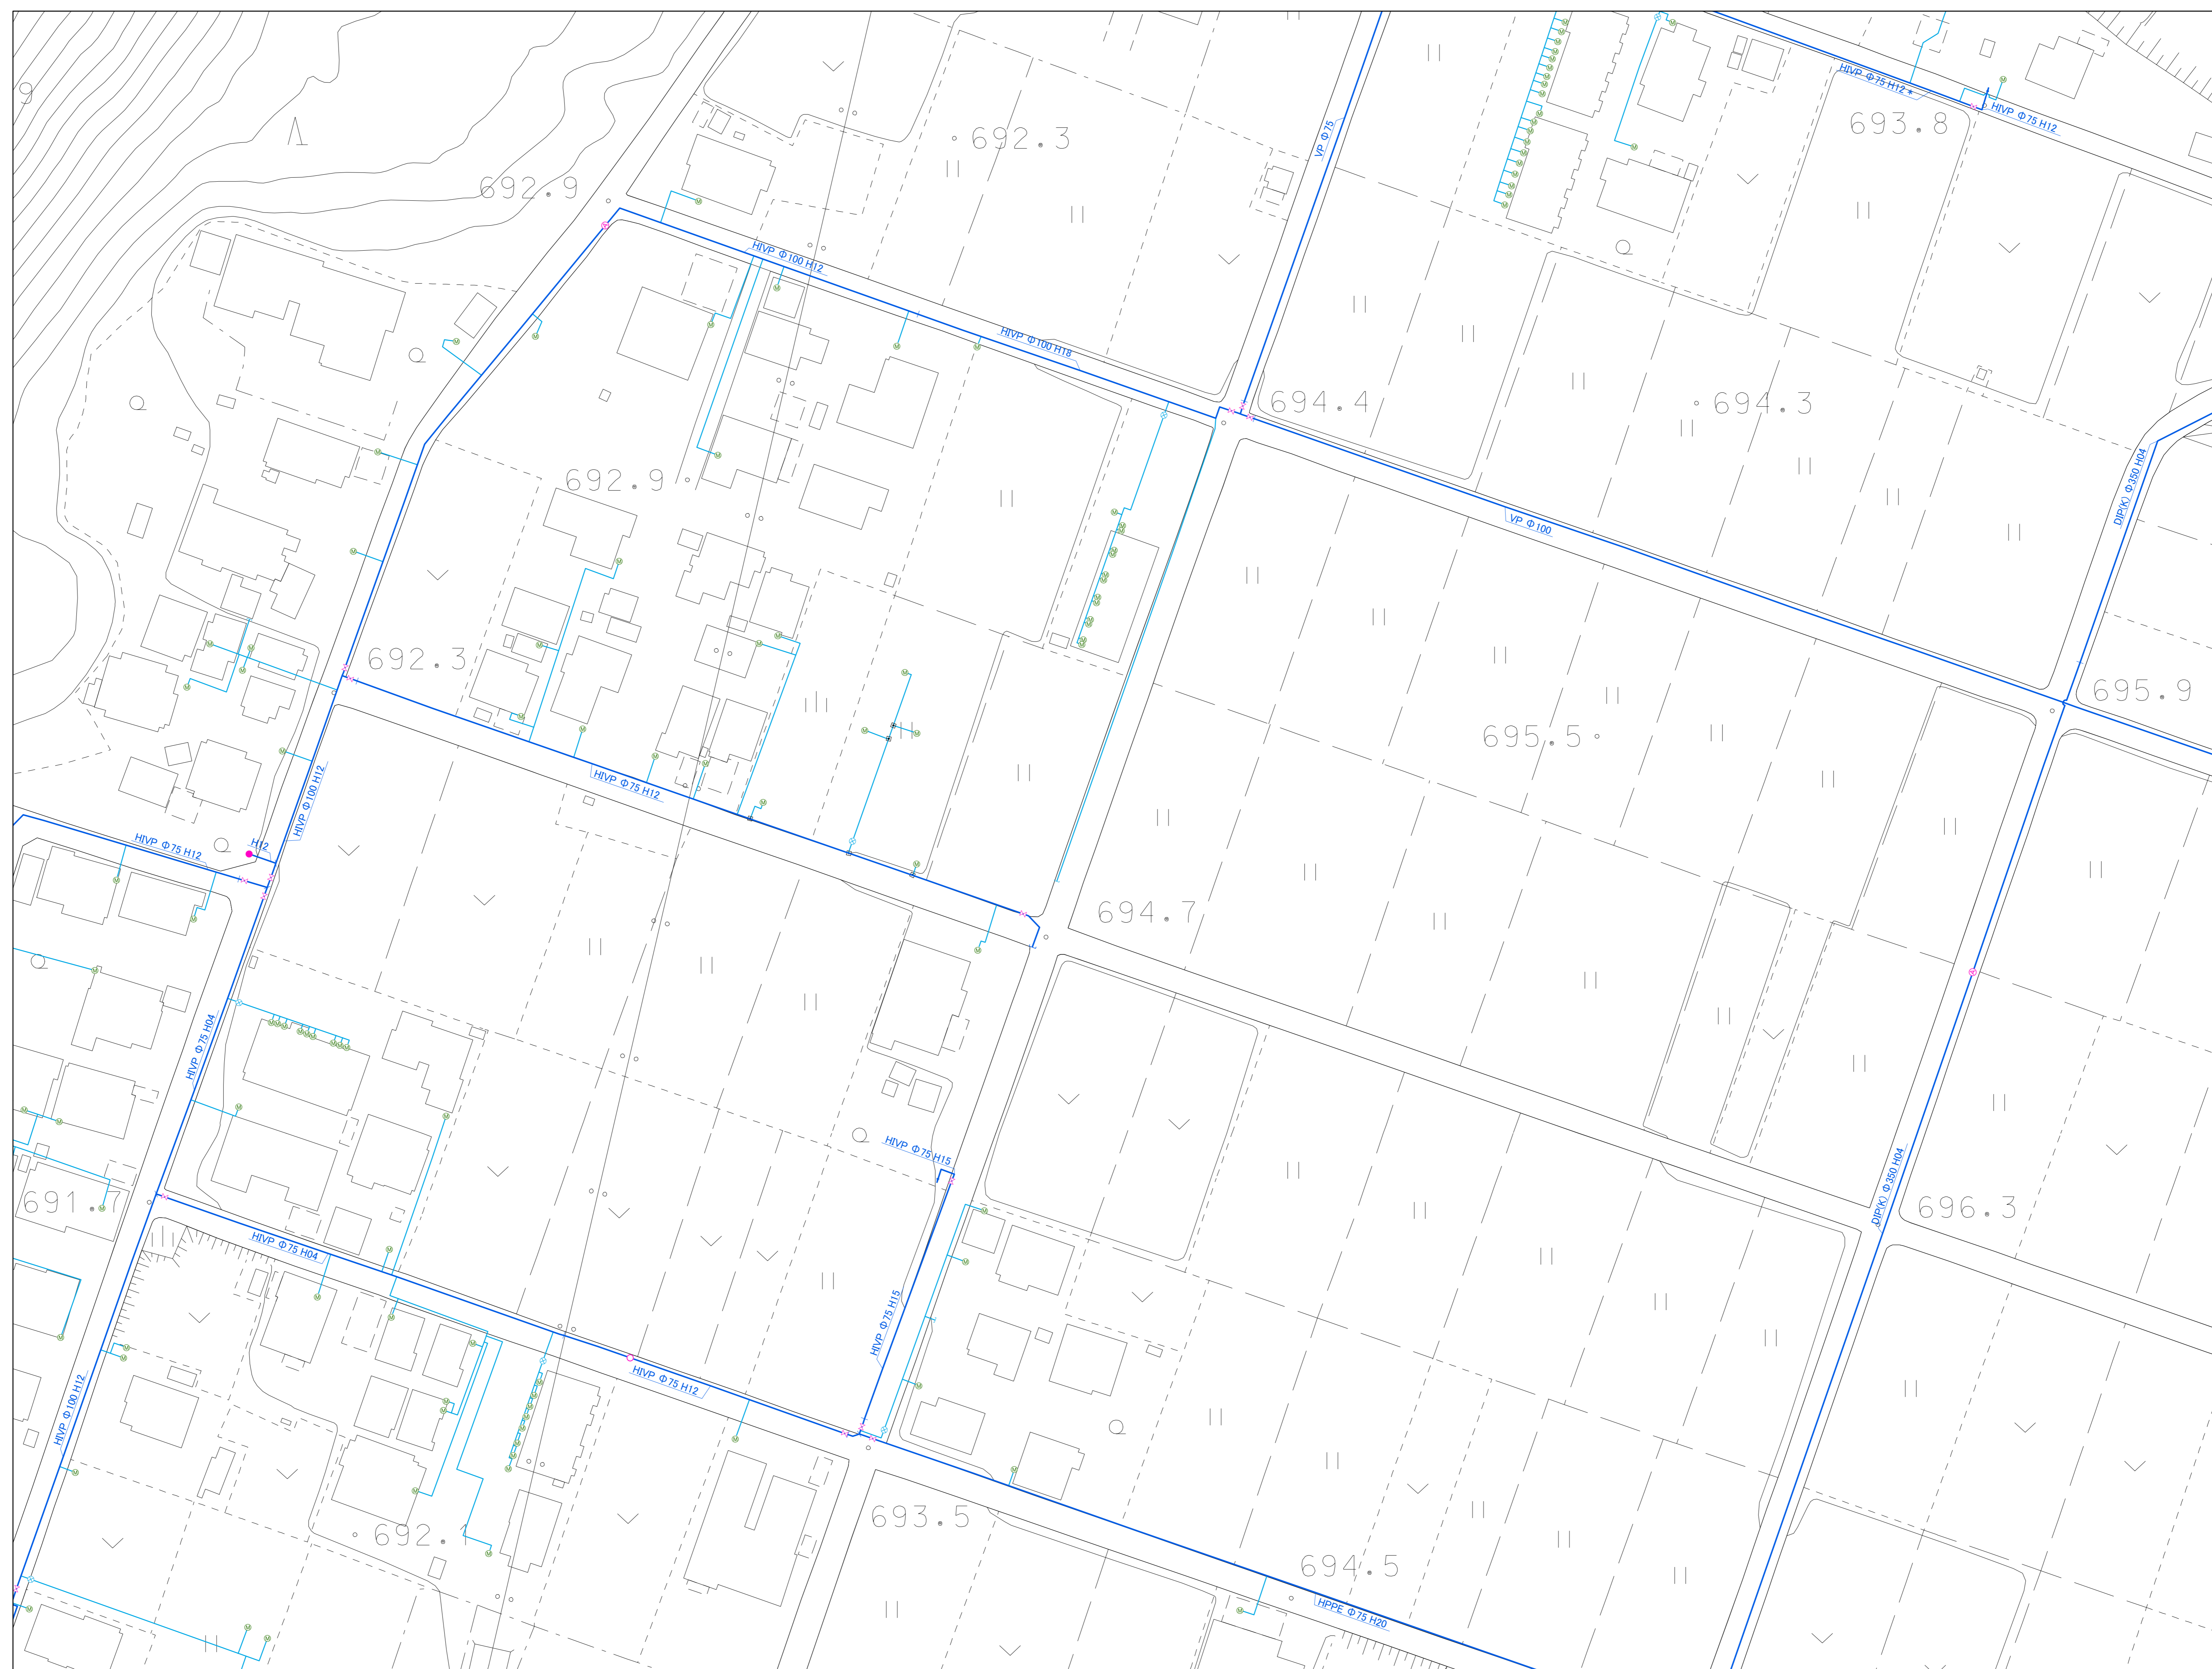 HIVP Φ75 H12＊
HIVP Φ75 H12
693.8
692.3
VP Φ75
692.9
9
HIVP Φ100 H12
HIVP Φ100 H18
694.4
694.3
DIP(K) Φ350 H04
692.9
VP Φ100
692.3
695.9
695.5
HIVP Φ75 H12
HIVP Φ100 H12
HIVP Φ75 H12
H12
694.7
HIVP Φ75 H04
HIVP Φ75 H15
691.7
696.3
DIP(K) Φ350 H04
HIVP Φ75 H04
HIVP Φ75 H15
HIVP Φ75 H12
HIVP Φ100 H12
693.5
692.1
694.5
HPPE Φ75 H20